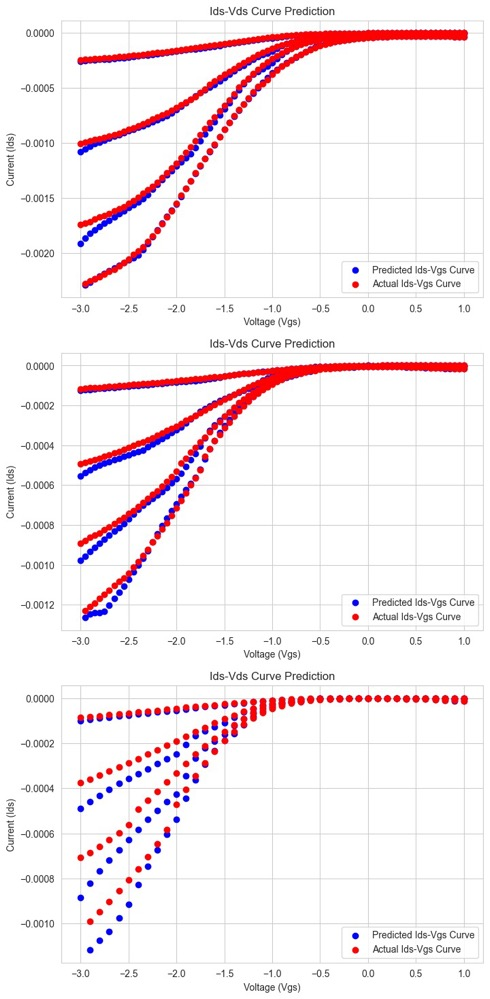 Ids-Vds Curve Prediction
0.0000
−0.0005
−0.0010
−0.0015
−0.0020
Current (Ids)
Predicted Ids-Vgs Curve
Actual Ids-Vgs Curve
−3.0 −2.5 −2.0 −1.5 −1.0 −0.5 0.0 0.5 1.0
Voltage (Vgs)
Ids-Vds Curve Prediction
0.0000
−0.0002
−0.0004
−0.0006
−0.0008
−0.0010
−0.0012
Current (Ids)
Predicted Ids-Vgs Curve
Actual Ids-Vgs Curve
−3.0 −2.5 −2.0 −1.5 −1.0 −0.5 0.0 0.5 1.0
Voltage (Vgs)
Ids-Vds Curve Prediction
0.0000
−0.0002
−0.0004
−0.0006
−0.0008
−0.0010
Current (Ids)
Predicted Ids-Vgs Curve
Actual Ids-Vgs Curve
−3.0 −2.5 −2.0 −1.5 −1.0 −0.5 0.0 0.5 1.0
Voltage (Vgs)